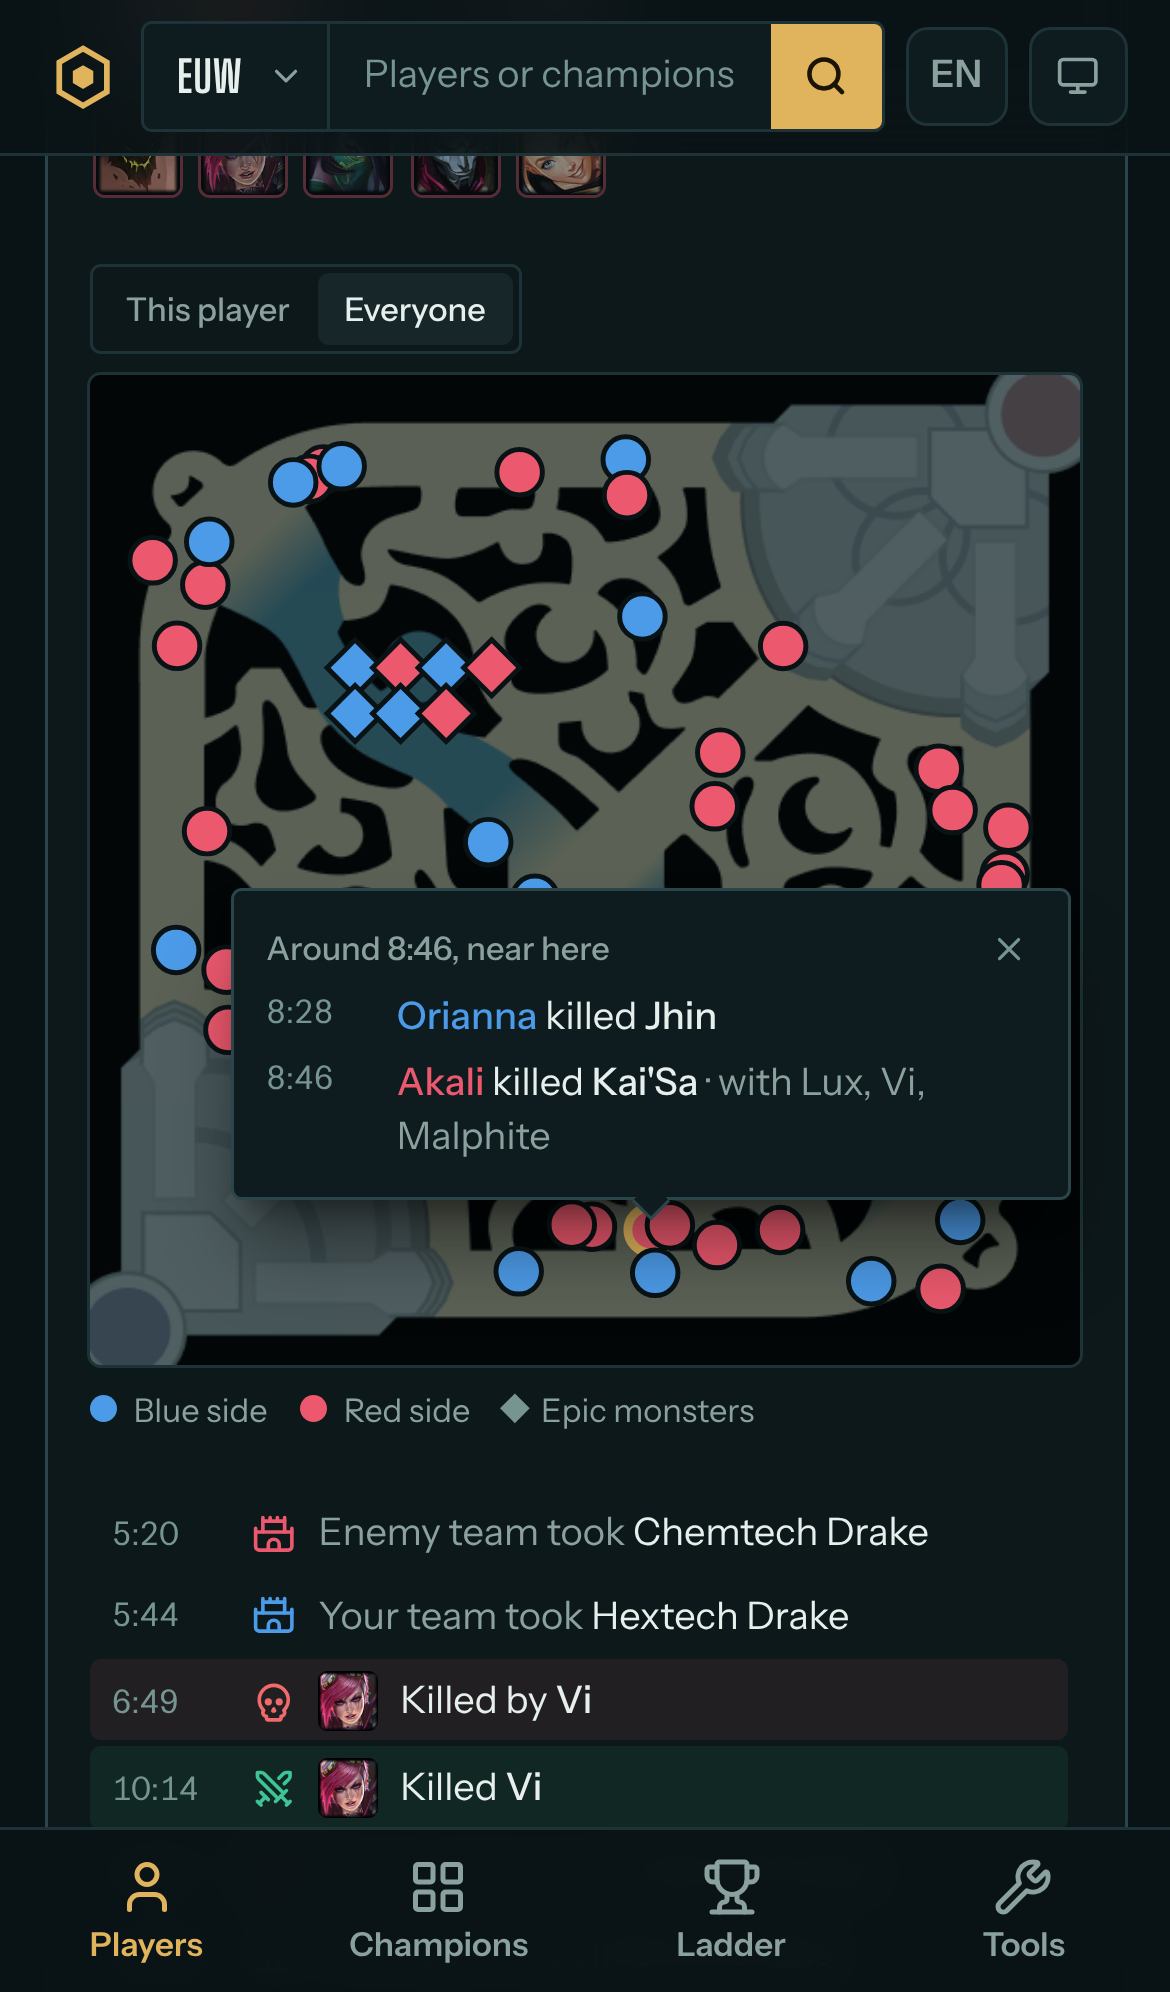 EUW
Players or champions
EN
This player
Everyone
Around 8:46, near here
8:28
Orianna killed Jhin
8:46
Akali killed Kai'Sa · with Lux, Vi,
Malphite
Blue side
Red side
Epic monsters
5:20
Enemy team took Chemtech Drake
5:44
Your team took Hextech Drake
6:49
Killed by Vi
10:14
Killed Vi
Players
Champions
Ladder
Tools